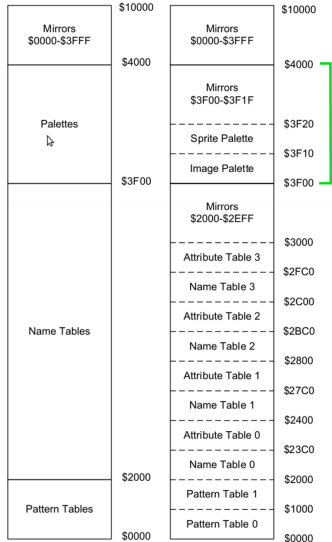 $10000
Mirrors
$0000-$3FFF
$4000
Palettes
$3F00
Name Tables
$2000
Pattern Tables
$0000
$10000
Mirrors
$0000-$3FFF
$4000
Mirrors
$3F00-$3F1F
$3F20
Sprite Palette
$3F10
Image Palette
$3F00
Mirrors
$2000-$2EFF
$3000
Attribute Table 3
$2FC0
Name Table 3
$2C00
Attribute Table 2
$2BC0
Name Table 2
$2800
Attribute Table 1
$27C0
Name Table 1
$2400
Attribute Table 0
$23C0
Name Table 0
$2000
Pattern Table 1
$1000
Pattern Table 0
$0000